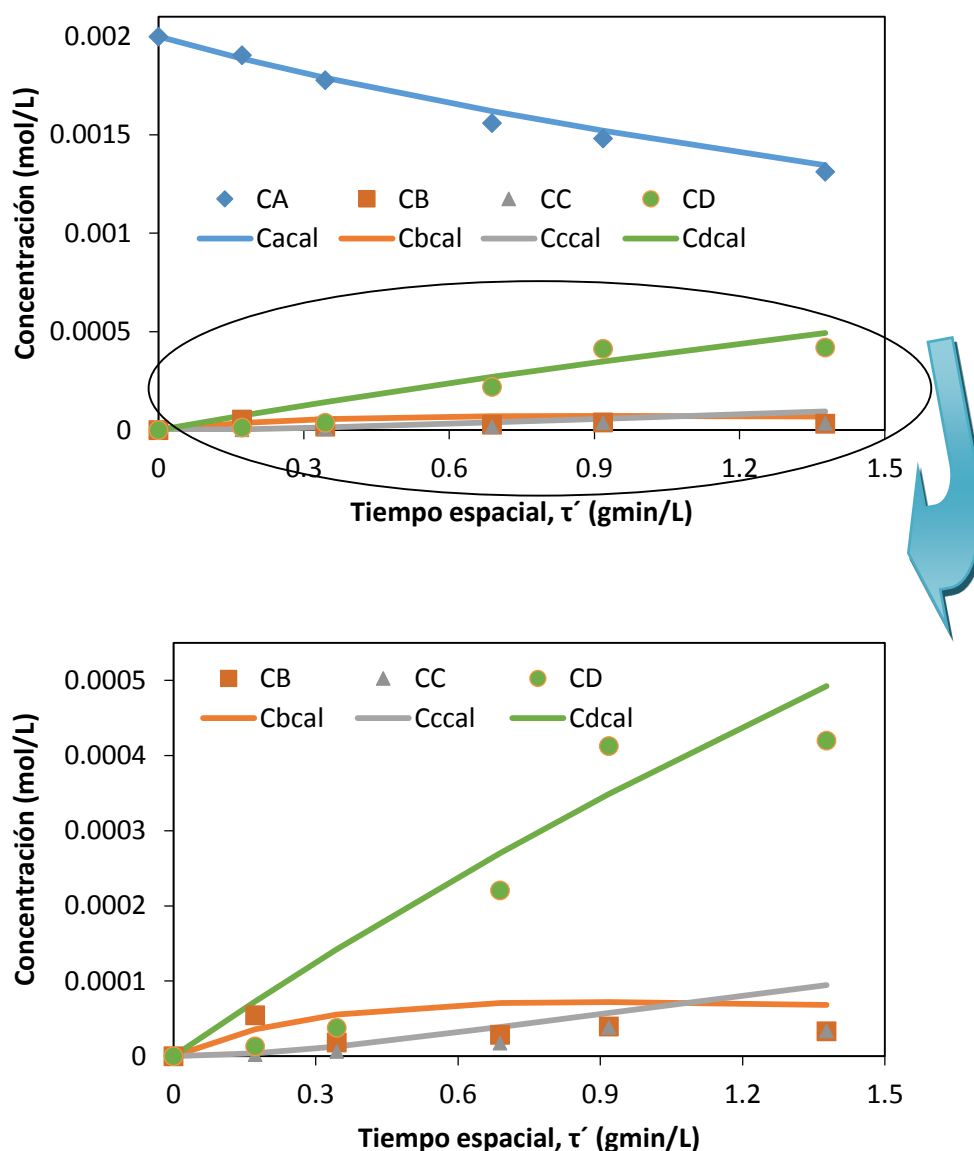 Concentración (mol/L)
0.002
0.0015
0.001
0.0005
0
CA CB CC CD
Cacal Cbcal Cccal Cdcal
0 0.3 0.6 0.9 1.2 1.5
Tiempo espacial, τ´ (gmin/L)
Concentración (mol/L)
0.0005
0.0004
0.0003
0.0002
0.0001
0
CB CC CD
Cbcal Cccal Cdcal
0 0.3 0.6 0.9 1.2 1.5
Tiempo espacial, τ´ (gmin/L)